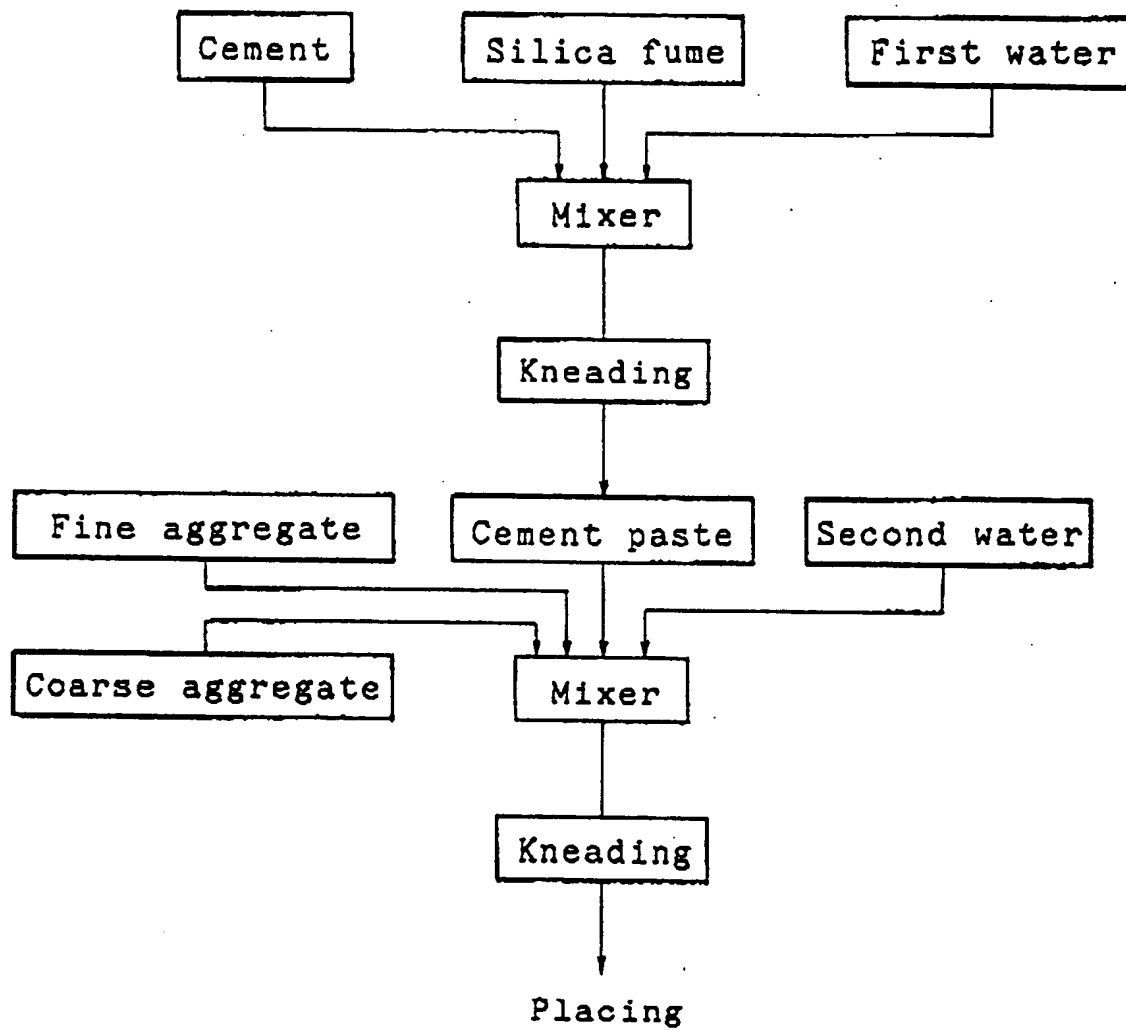 Cement
Silica fume
First water
Mixer
Kneading
Fine aggregate
Cement paste
Second water
Coarse aggregate
Mixer
Kneading
Placing